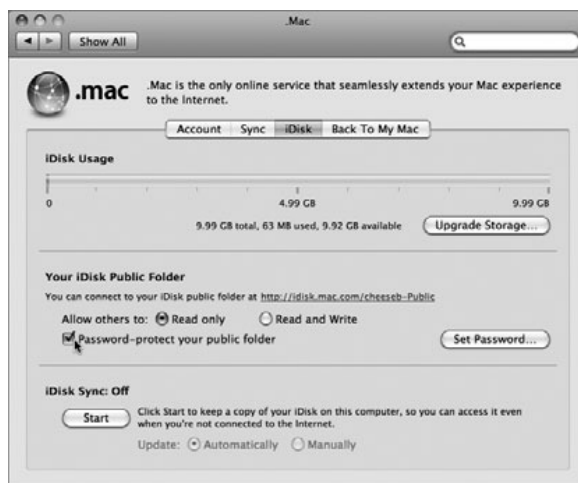 .Mac
Show All
.mac
.Mac is the only online service that seamlessly extends your Mac experience
to the Internet.
Account Sync iDisk Back To My Mac
iDisk Usage
0 4.99 GB 9.99 GB
9.99 GB total, 63 MB used, 9.92 GB available Upgrade Storage...
Your iDisk Public Folder
You can connect to your iDisk public folder at http://idisk.mac.com/cheeseb-Public
Allow others to: Read only Read and Write
Password-protect your public folder Set Password...
iDisk Sync: Off
Start Click Start to keep a copy of your iDisk on this computer, so you can access it even
when you're not connected to the Internet.
Update: Automatically Manually